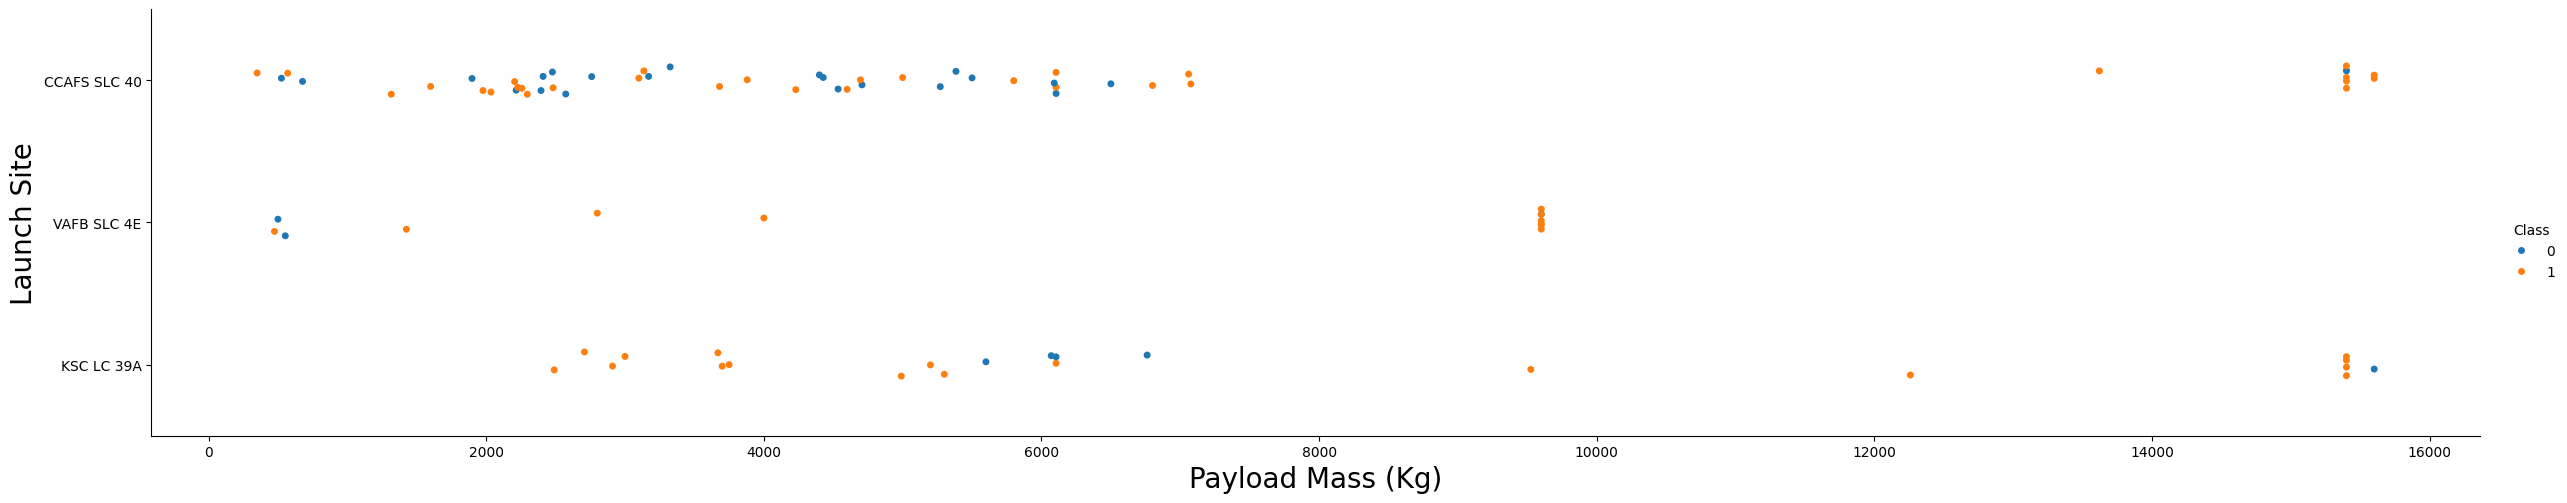 CCAFS SLC 40
VAFB SLC 4E
KSC LC 39A
Launch Site
0 2000 4000 6000 8000 10000 12000 14000 16000
Payload Mass (Kg)
Class
0
1